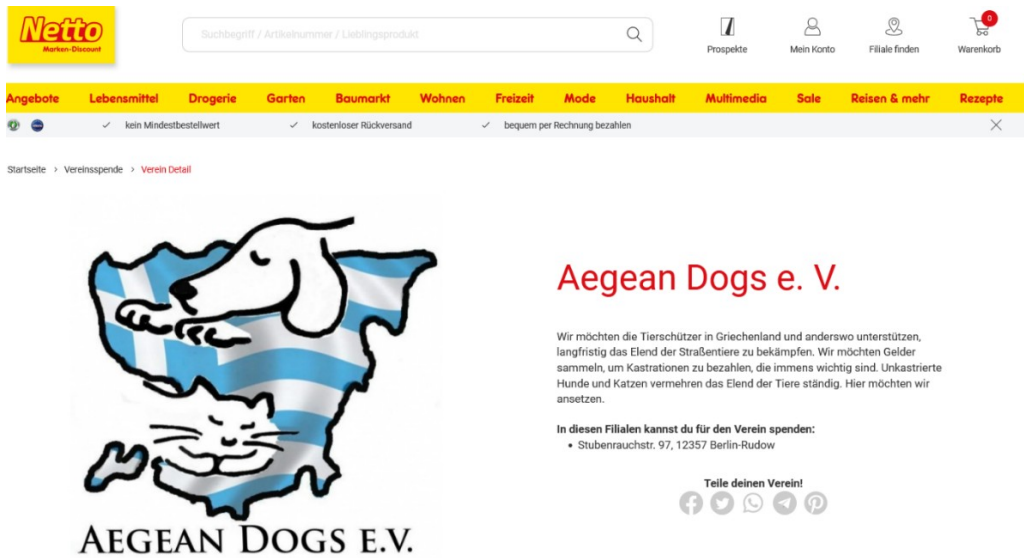 Netto
Marken-Discount
Suchbegriff / Artikelnummer / Lieblingsprodukt
Prospekte
Mein Konto
Filiale finden
0
Warenkorb
Angebote Lebensmittel Drogerie Garten Baumarkt Wohnen Freizeit Mode Haushalt Multimedia Sale Reisen & mehr Rezepte
kein Mindestbestellwert kostenloser Rückversand bequem per Rechnung bezahlen
Startseite > Vereinsspende > Verein Detail
Aegean Dogs e. V.
Wir möchten die Tierschützer in Griechenland und anderswo unterstützen,
langfristig das Elend der Straßentiere zu bekämpfen. Wir möchten Gelder
sammeln, um Kastrationen zu bezahlen, die immens wichtig sind. Unkastrierte
Hunde und Katzen vermehren das Elend der Tiere ständig. Hier möchten wir
ansetzen.
In diesen Filialen kannst du für den Verein spenden:
• Stubenrauchstr. 97, 12357 Berlin-Rudow
Teile deinen Verein!
AEGEAN DOGS E.V.